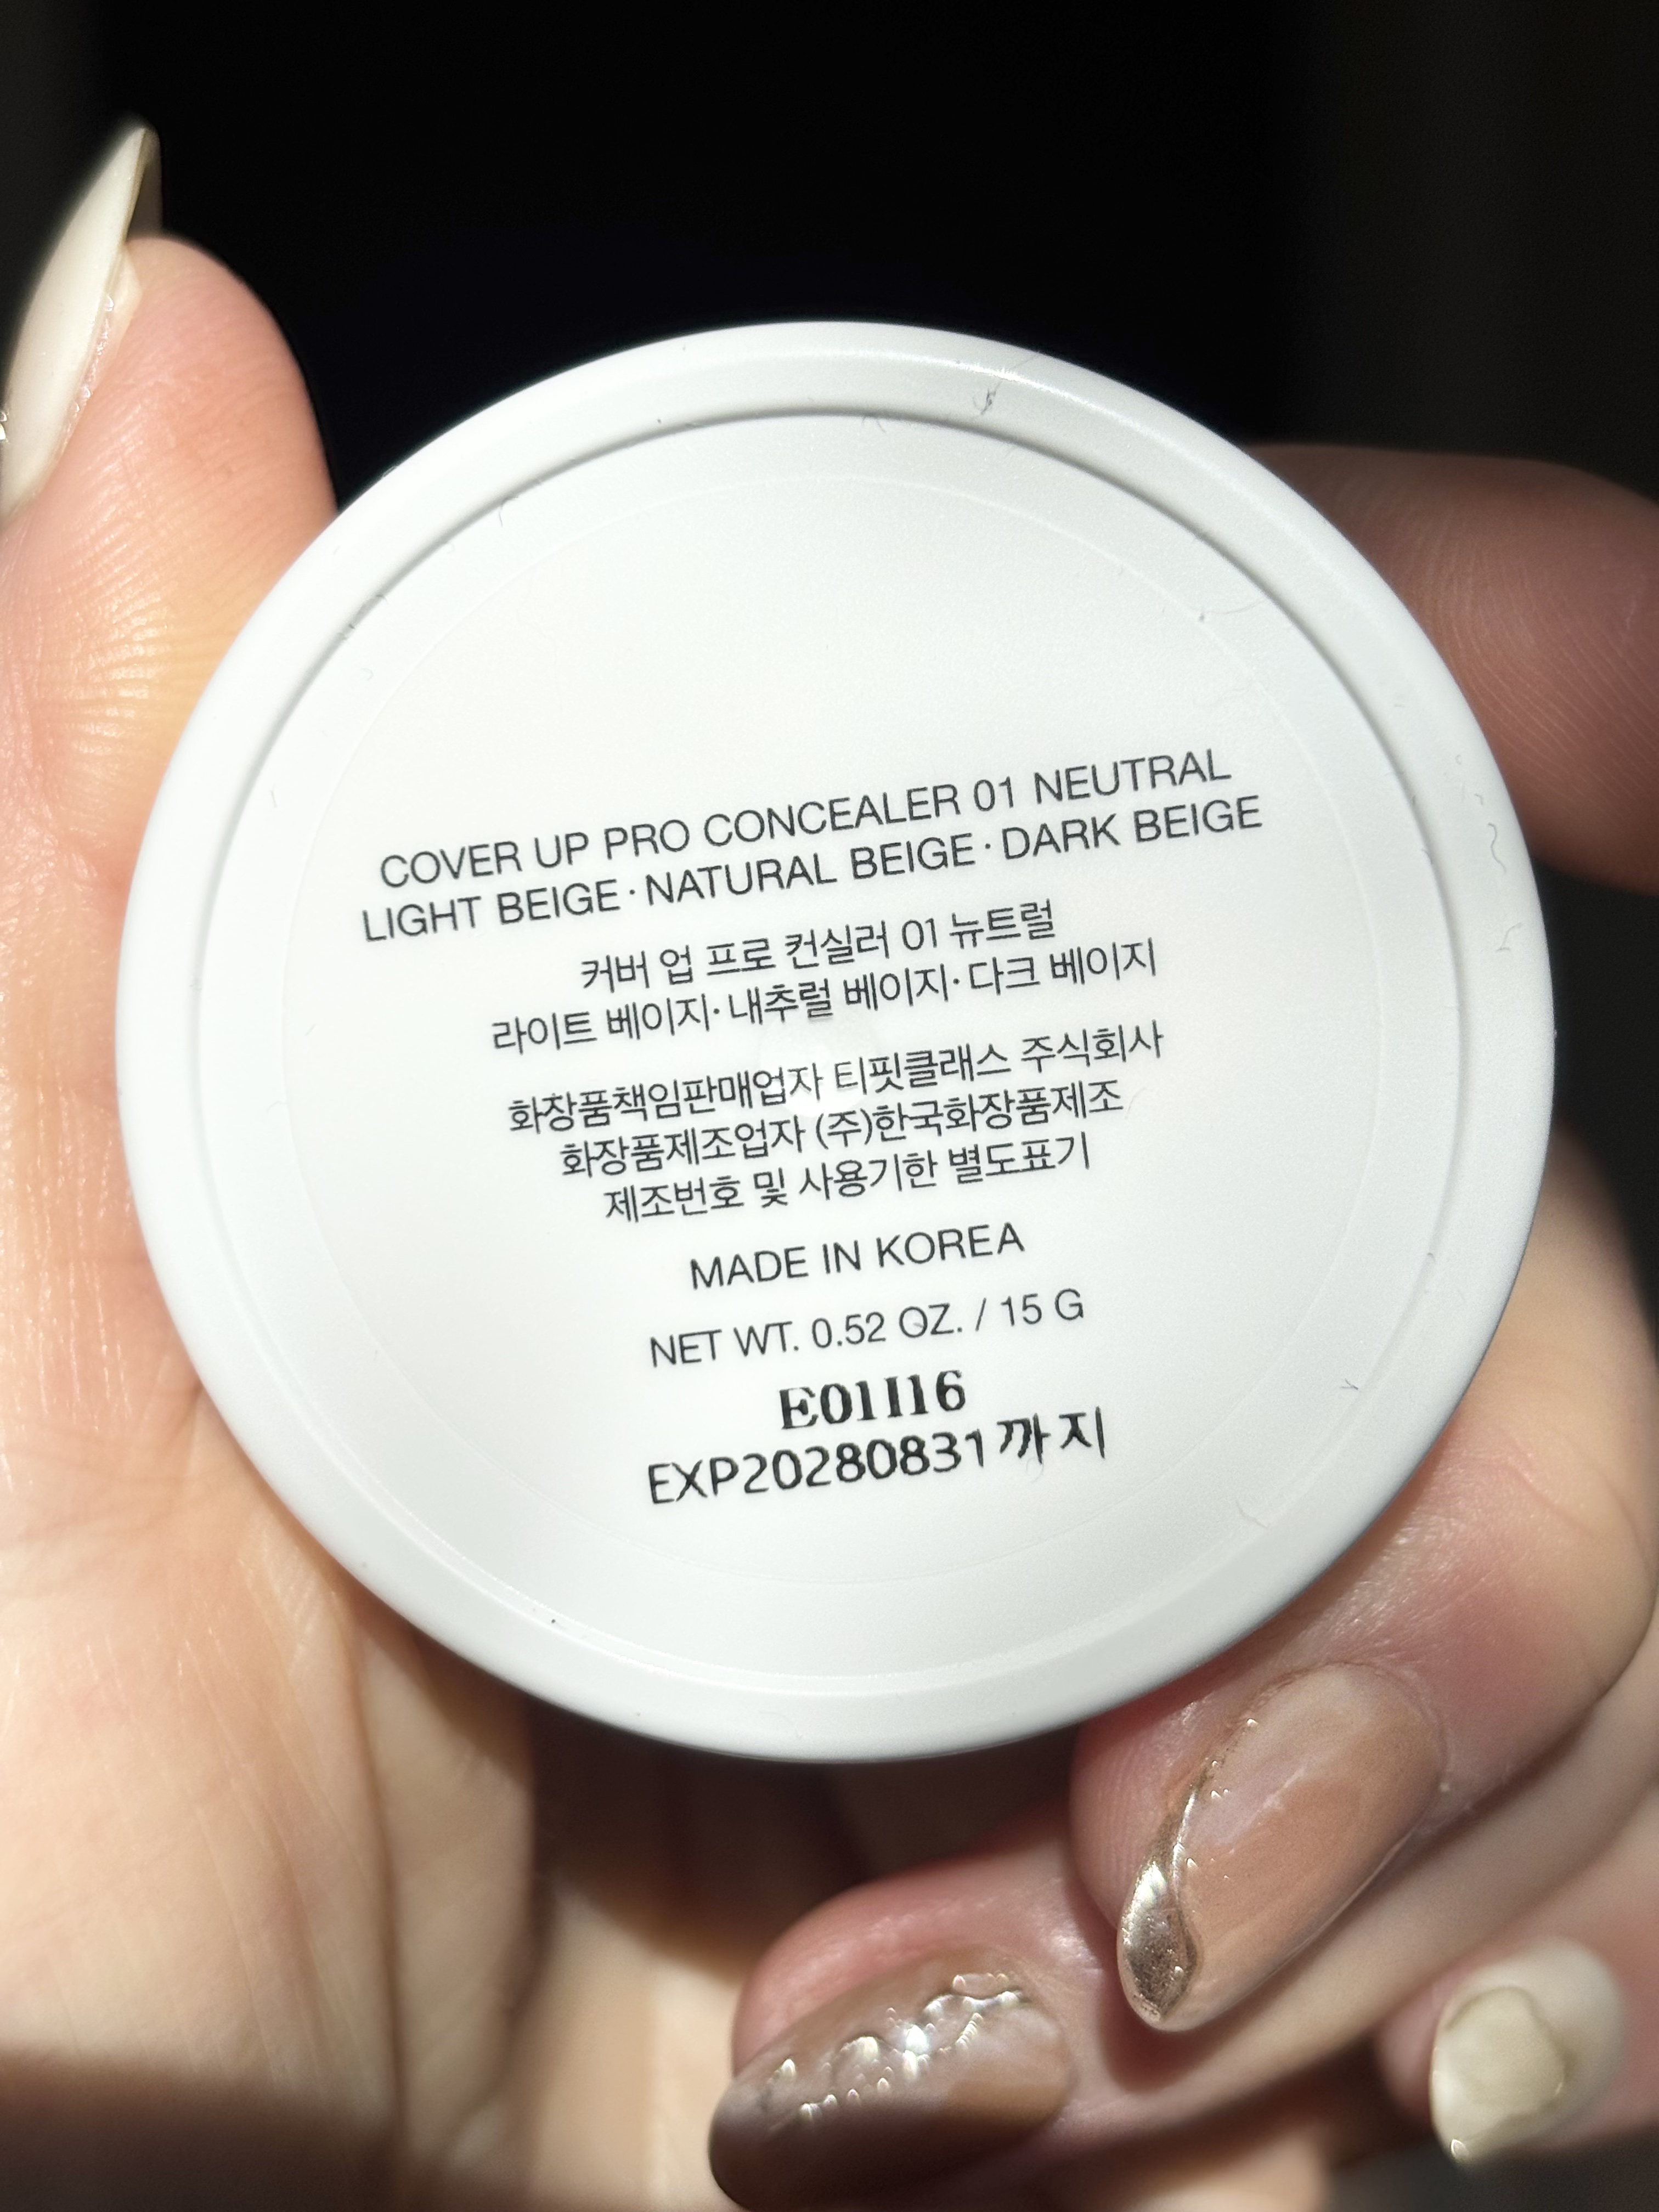 COVER UP PRO CONCEALER 01 NEUTRAL
LIGHT BEIGE · NATURAL BEIGE · DARK BEIGE
커버 업 프로 컨실러 01 뉴트럴
라이트 베이지 · 내추럴 베이지 · 다크 베이지
화장품책임판매업자 티핏클래스 주식회사
화장품제조업자 (주)한국화장품제조
제조번호 및 사용기한 별도표기
MADE IN KOREA
NET WT. 0.52 OZ. / 15 G
E01I16
EXP20280831까지